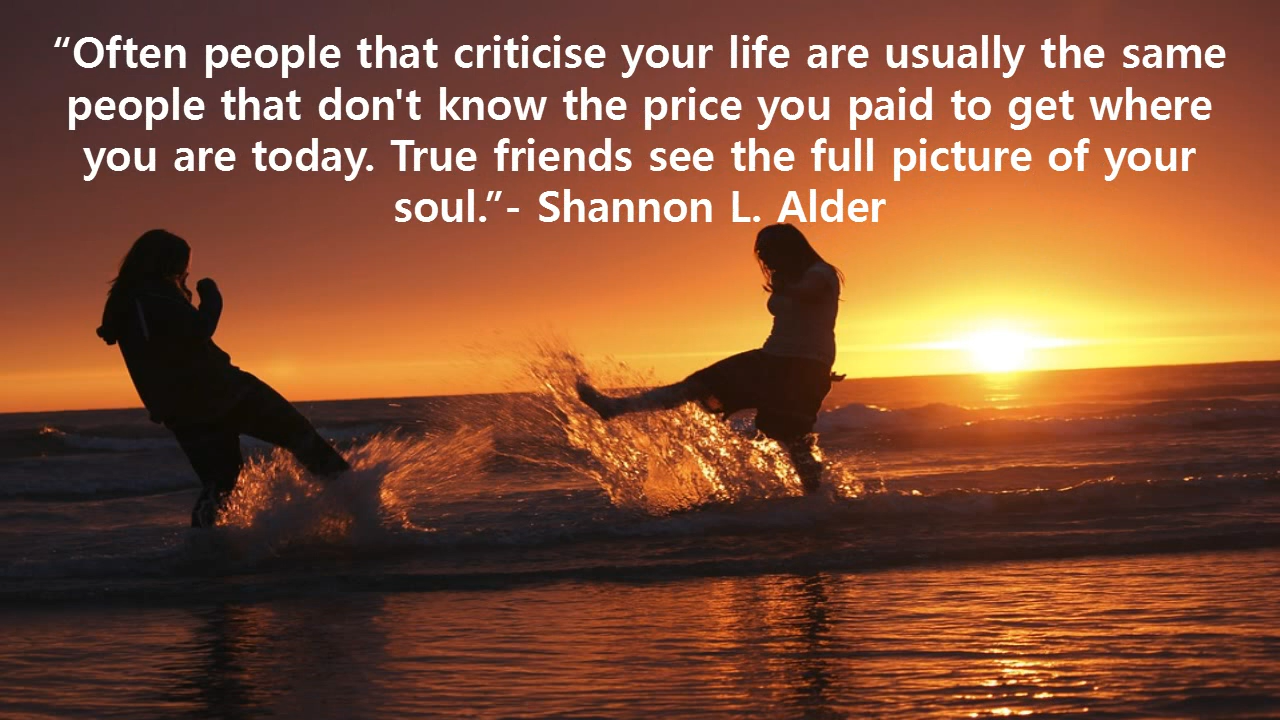 “Often people that criticise your life are usually the same
people that don't know the price you paid to get where
you are today. True friends see the full picture of your
soul.”- Shannon L. Alder